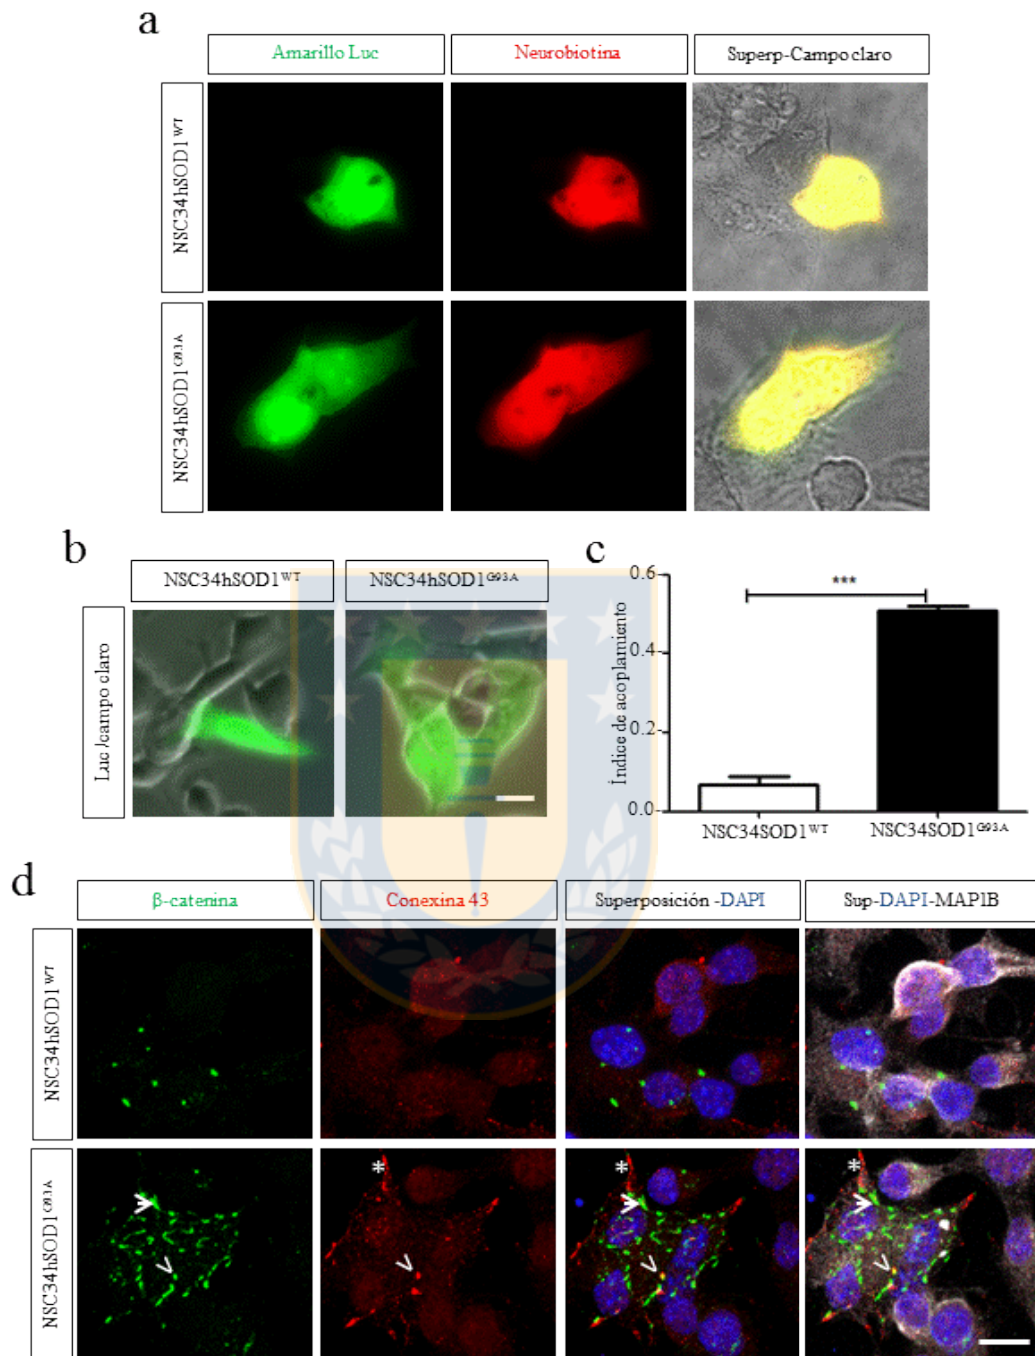 a
Amarillo Luc
Neurobiotina
Superp-Campo claro
NSC34hSOD1WT
NSC34hSOD1G93A
b
NSC34hSOD1WT
NSC34hSOD1G93A
Luc /campo claro
c
Índice de acoplamiento
0.6
0.4
0.2
0.0
***
NSC34SOD1WT
NSC34SOD1G93A
d
β-catenina
Conexina 43
Superposición -DAPI
Sup-DAPI-MAP1B
NSC34hSOD1WT
NSC34hSOD1G93A
*
*
*